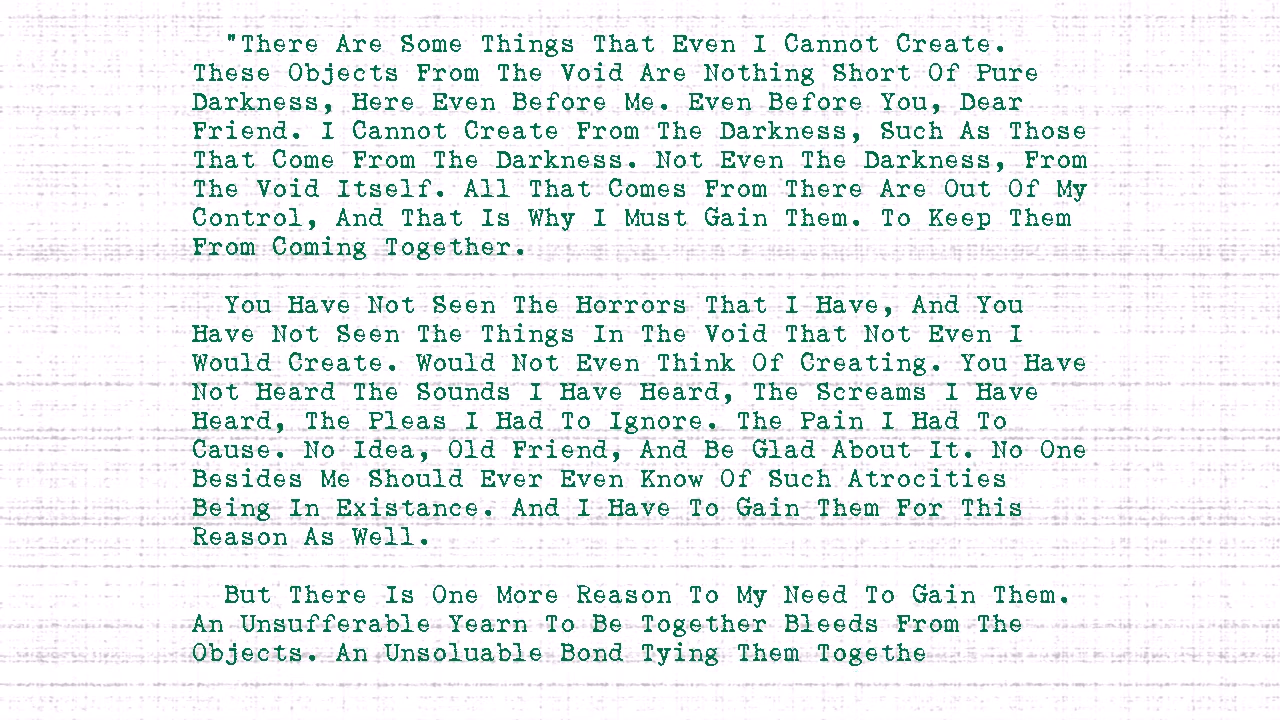 "There Are Some Things That Even I Cannot Create.
These Objects From The Void Are Nothing Short Of Pure
Darkness, Here Even Before Me. Even Before You, Dear
Friend. I Cannot Create From The Darkness, Such As Those
That Come From The Darkness. Not Even The Darkness, From
The Void Itself. All That Comes From There Are Out Of My
Control, And That Is Why I Must Gain Them. To Keep Them
From Coming Together.
You Have Not Seen The Horrors That I Have, And You
Have Not Seen The Things In The Void That Not Even I
Would Create. Would Not Even Think Of Creating. You Have
Not Heard The Sounds I Have Heard, The Screams I Have
Heard, The Pleas I Had To Ignore. The Pain I Had To
Cause. No Idea, Old Friend, And Be Glad About It. No One
Besides Me Should Ever Even Know Of Such Atrocities
Being In Existance. And I Have To Gain Them For This
Reason As Well.
But There Is One More Reason To My Need To Gain Them.
An Unsufferable Yearn To Be Together Bleeds From The
Objects. An Unsoluable Bond Tying Them Togethe